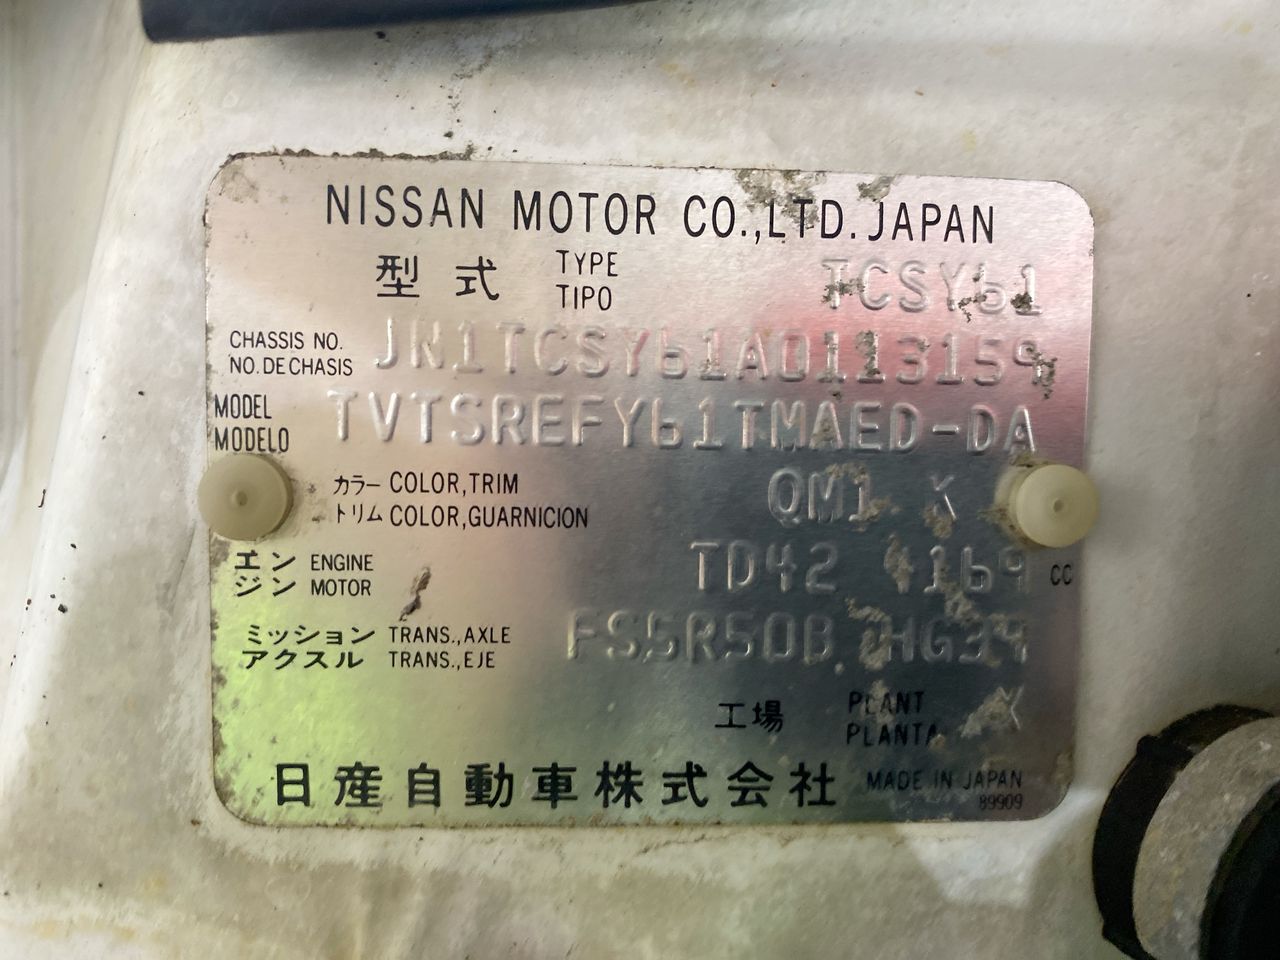 NISSAN MOTOR CO.,LTD. JAPAN
型式 TYPE TCSY61
TIPO
CHASSIS NO. JN1TCSY61A0113159
NO. DE CHASIS
MODEL TVTSREFY61TMAED-DA
MODELO
カラー COLOR,TRIM QM1 K
トリム COLOR,GUARNICION
エン ENGINE TD42 4169 CC
ジン MOTOR
ミッション TRANS.,AXLE FS5R50B HG39
アクスル TRANS.,EJE
工場 PLANT X
PLANTA
日産自動車株式会社 MADE IN JAPAN
89909